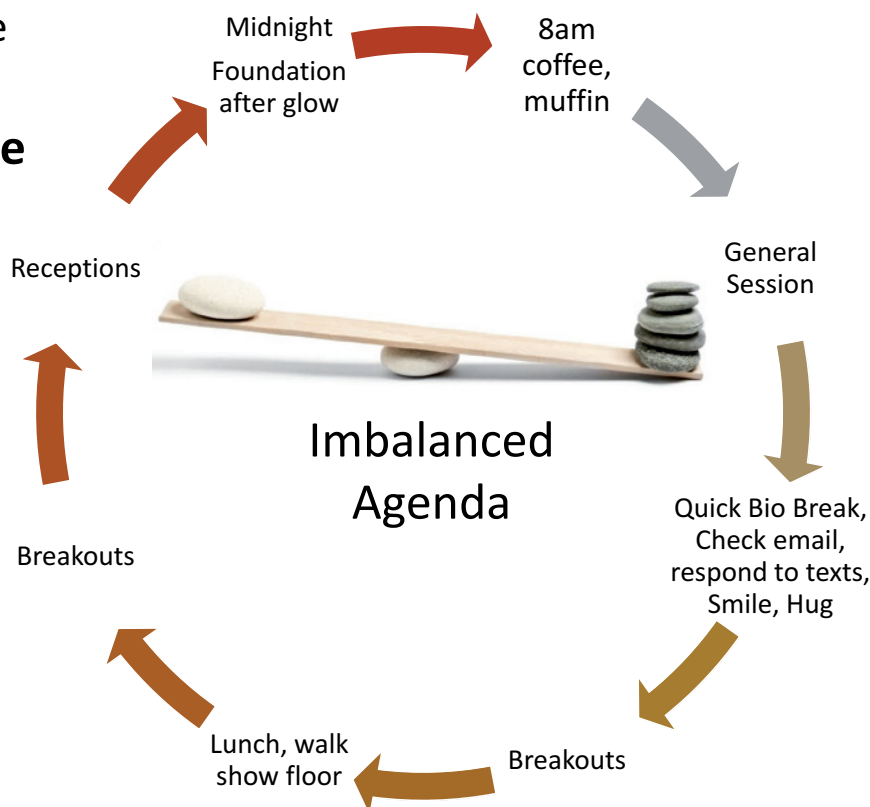 e
e
Midnight
Foundation
after glow
8am
coffee,
muffin
General
Session
Quick Bio Break,
Check email,
respond to texts,
Smile, Hug
Breakouts
Lunch, walk
show floor
Breakouts
Receptions
Imbalanced
Agenda